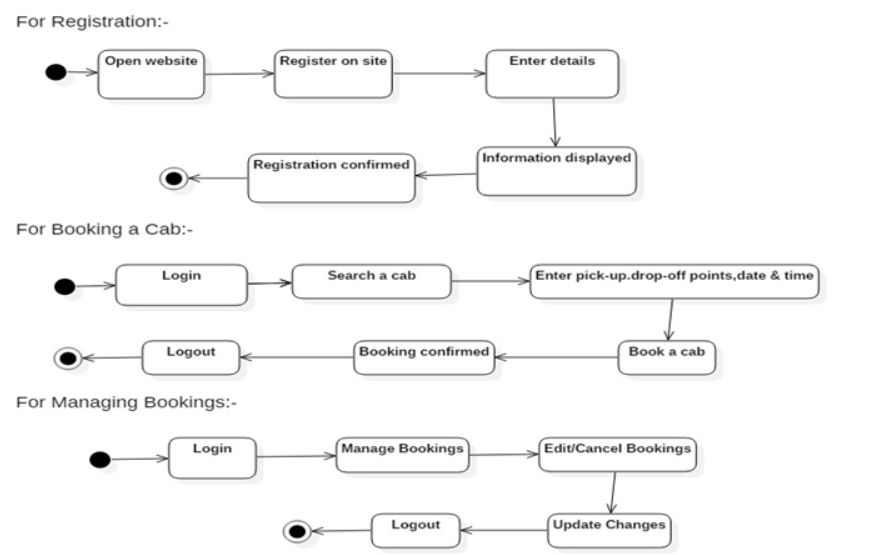 For Registration:-
Open website
Register on site
Enter details
Information displayed
Registration confirmed
For Booking a Cab:-
Login
Search a cab
Enter pick-up.drop-off points,date & time
Book a cab
Booking confirmed
Logout
For Managing Bookings:-
Login
Manage Bookings
Edit/Cancel Bookings
Update Changes
Logout